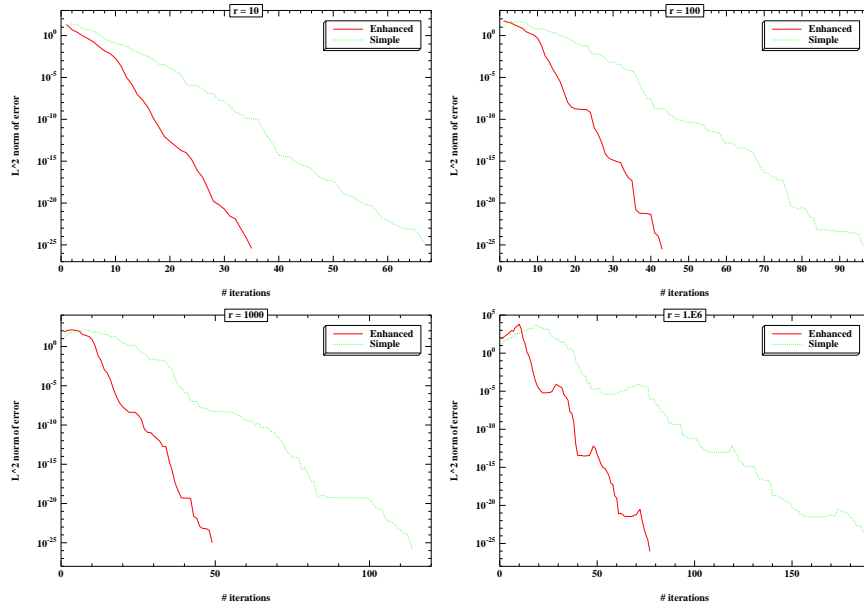 r = 10
Enhanced
Simple
10^0
10^-5
10^-10
10^-15
10^-20
10^-25
L^2 norm of error
0 10 20 30 40 50 60
# iterations
r = 100
Enhanced
Simple
10^0
10^-5
10^-10
10^-15
10^-20
10^-25
L^2 norm of error
0 10 20 30 40 50 60 70 80 90
# iterations
r = 1000
Enhanced
Simple
10^0
10^-5
10^-10
10^-15
10^-20
10^-25
L^2 norm of error
0 50 100
# iterations
r = 1.E6
Enhanced
Simple
10^5
10^0
10^-5
10^-10
10^-15
10^-20
10^-25
L^2 norm of error
0 50 100 150
# iterations